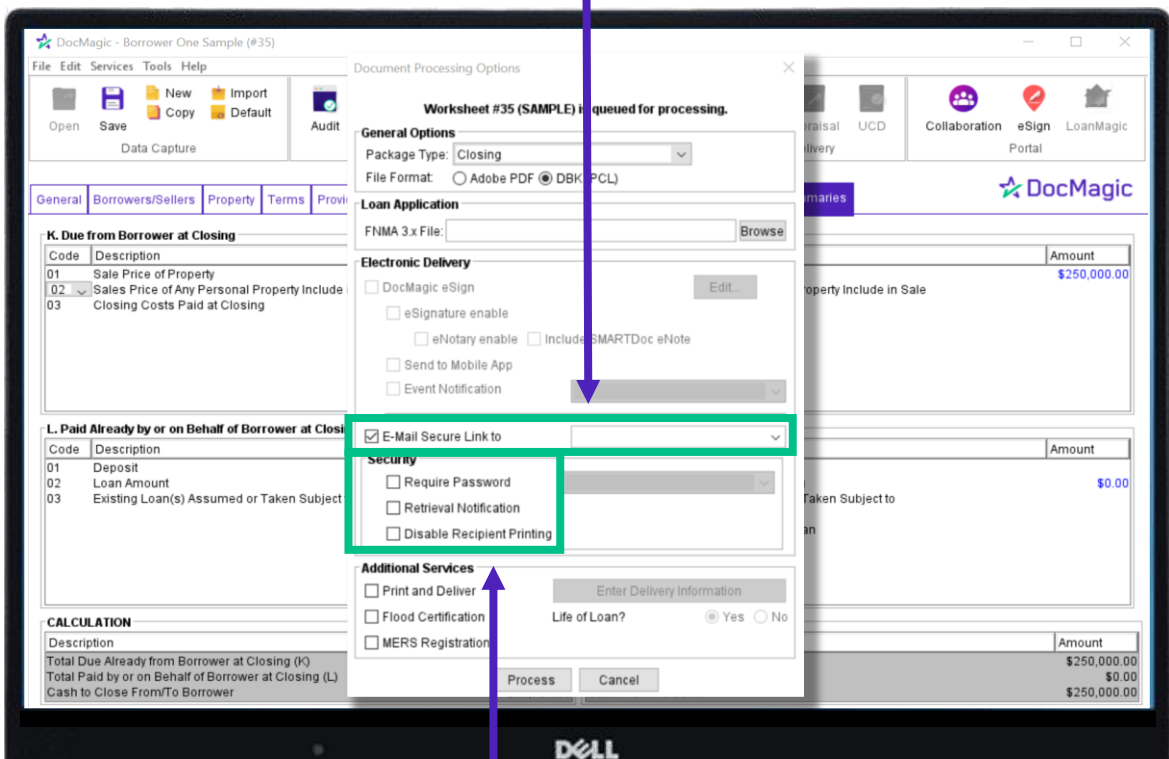 DocMagic - Borrower One Sample (#35)
File Edit Services Tools Help
Open
Save
New
Copy
Import
Default
Data Capture
Audit
UCD
Collaboration
eSign
LoanMagic
Portal
DocMagic
General
Borrowers/Sellers
Property
Terms
K. Due from Borrower at Closing
Code Description
01 Sale Price of Property
02 Sales Price of Any Personal Property Include
03 Closing Costs Paid at Closing
Amount
$250,000.00
Include in Sale
L. Paid Already by or on Behalf of Borrower at
Code Description
01 Deposit
02 Loan Amount
03 Existing Loan(s) Assumed or Taken Subject
Amount
$0.00
Taken Subject to
CALCULATION
Description
Total Due Already from Borrower at Closing (K)
Total Paid by or on Behalf of Borrower at Closing (L)
Cash to Close From/To Borrower
Amount
$250,000.00
$0.00
$250,000.00
Document Processing Options
Worksheet #35 (SAMPLE) is queued for processing.
General Options
Package Type: Closing
File Format: Adobe PDF DBK (PCL)
Loan Application
FNMA 3.x File: Browse
Electronic Delivery
DocMagic eSign Edit...
eSignature enable
eNotary enable Include SMARTDoc eNote
Send to Mobile App
Event Notification
E-Mail Secure Link to
Security
Require Password
Retrieval Notification
Disable Recipient Printing
Additional Services
Print and Deliver Enter Delivery Information
Flood Certification Life of Loan? Yes No
MERS Registration
Process Cancel
DELL